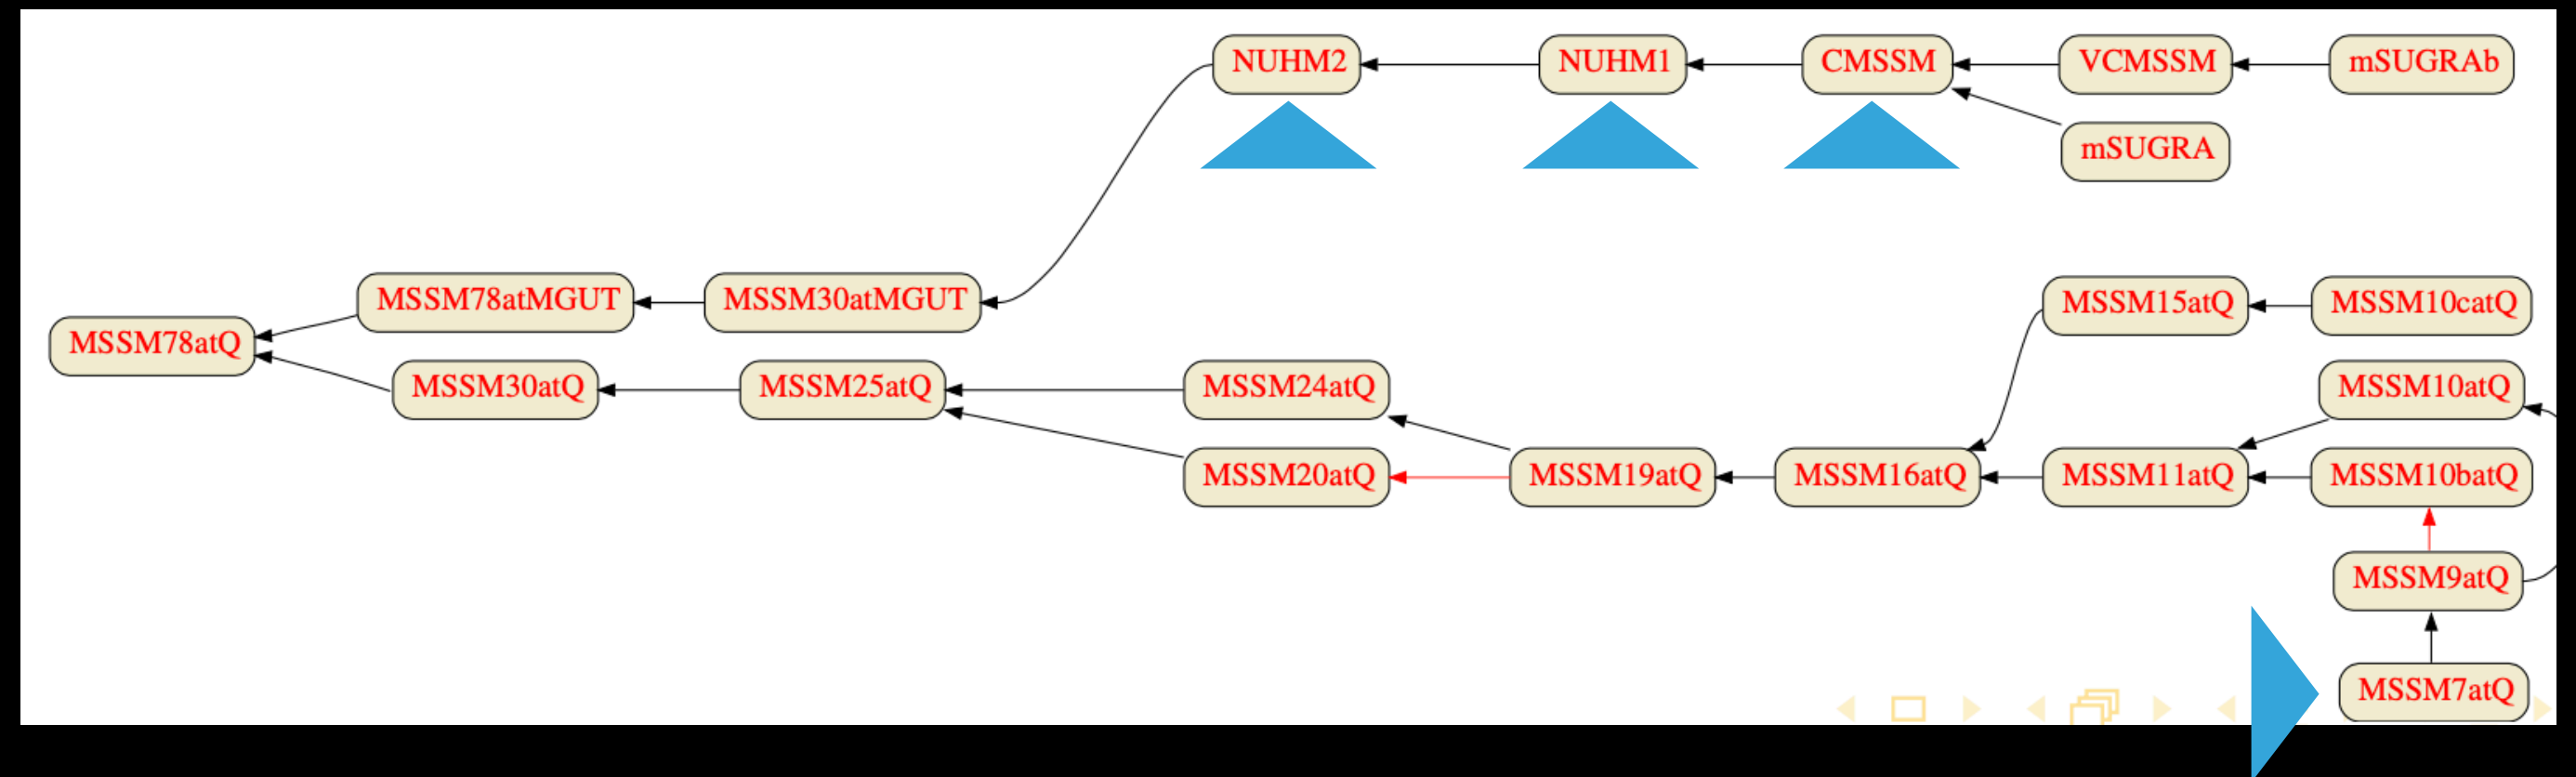 NUHM2
NUHM1
CMSSM
VCMSSM
mSUGRAb
mSUGRA
MSSM78atMGUT
MSSM30atMGUT
MSSM15atQ
MSSM10catQ
MSSM78atQ
MSSM30atQ
MSSM25atQ
MSSM24atQ
MSSM10atQ
MSSM20atQ
MSSM19atQ
MSSM16atQ
MSSM11atQ
MSSM10batQ
MSSM9atQ
MSSM7atQ